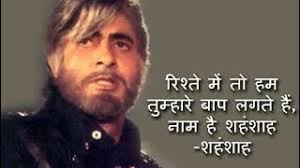 रिश्ते में तो हम
तुम्हारे बाप लगते हैं,
नाम है शहंशाह
-शहंशाह